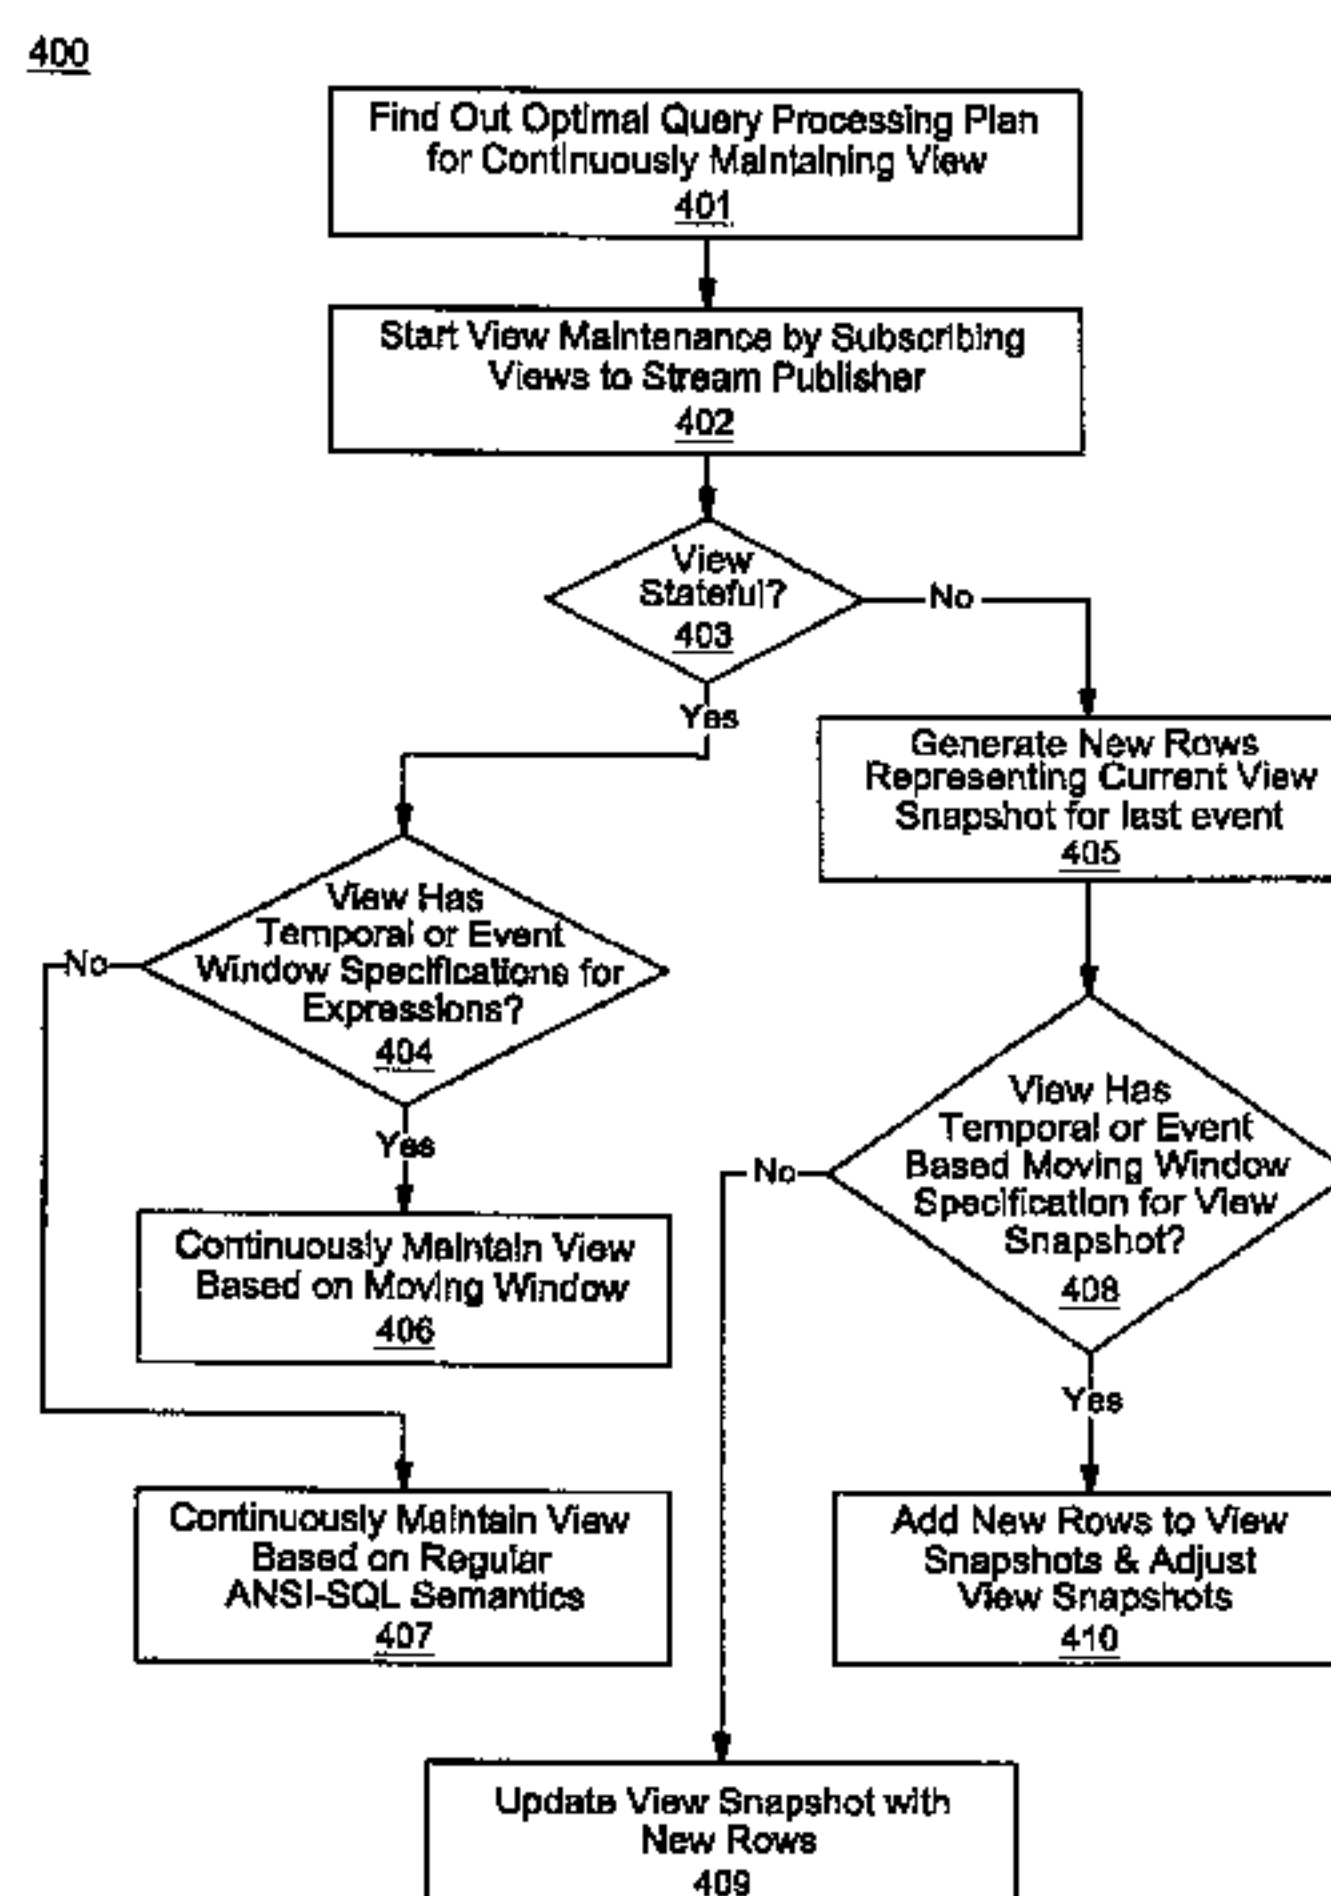 400
Find Out Optimal Query Processing Plan
for Continuously Maintaining View
401
Start View Maintenance by Subscribing
Views to Stream Publisher
402
View
Stateful?
403
No
Yes
Generate New Rows
Representing Current View
Snapshot for last event
405
View Has
Temporal or Event
Window Specifications for
Expressions?
404
No
Yes
View Has
Temporal or Event
Based Moving Window
Specification for View
Snapshot?
408
No
Yes
Continuously Maintain View
Based on Moving Window
406
Continuously Maintain View
Based on Regular
ANSI-SQL Semantics
407
Add New Rows to View
Snapshots & Adjust
View Snapshots
410
Update View Snapshot with
New Rows
409